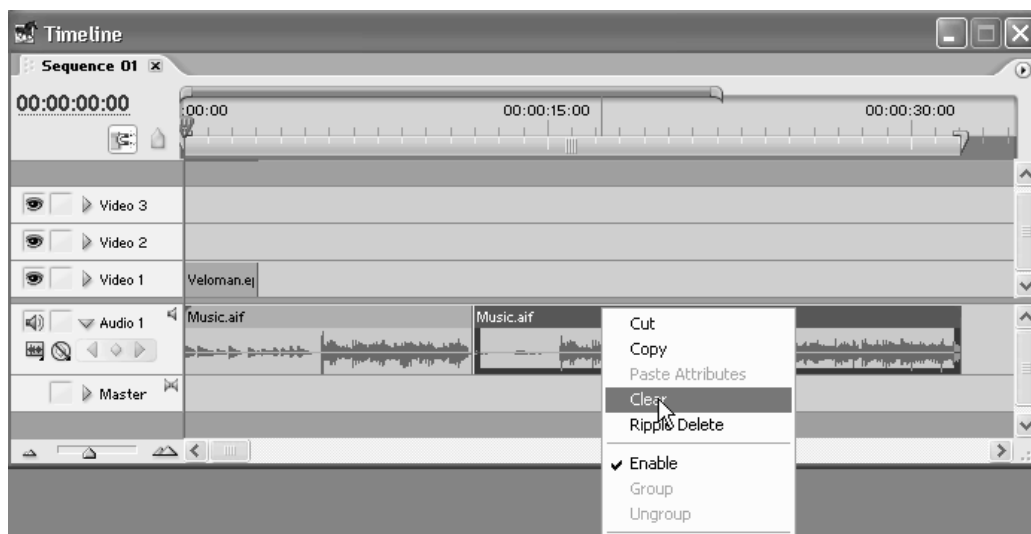 Timeline
Sequence 01
00:00:00:00
:00:00 00:00:15:00 00:00:30:00
Video 3
Video 2
Video 1 Veloman.ep
Audio 1 Music.aif Music.aif
Master
Cut
Copy
Paste Attributes
Clear
Ripple Delete
Enable
Group
Ungroup